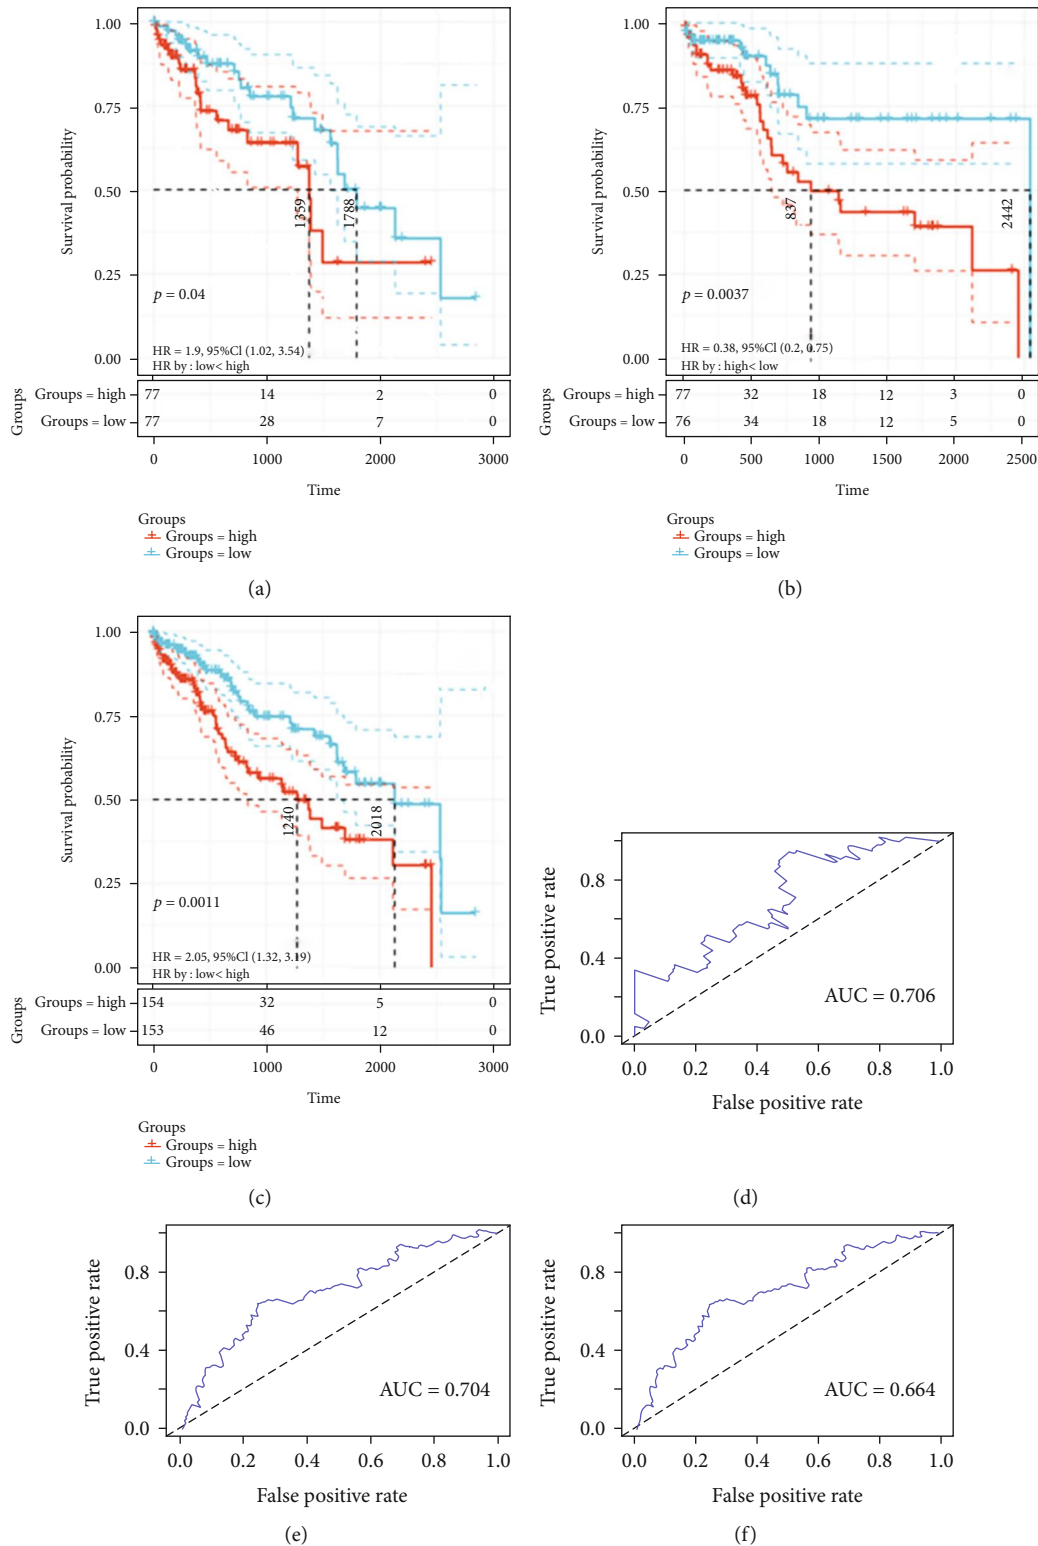 1.00
0.75
0.50
0.25
0.00
Survival probability
1359
1788
p = 0.04
HR = 1.9, 95%CI (1.02, 3.54)
HR by : low< high
Groups
Groups = high 77 14 2 0
Groups = low 77 28 7 0
0 1000 2000 3000
Time
Groups
Groups = high
Groups = low
(a)
1.00
0.75
0.50
0.25
0.00
Survival probability
837
2442
p = 0.0037
HR = 0.38, 95%CI (0.2, 0.75)
HR by : high< low
Groups
Groups = high 77 32 18 12 3 0
Groups = low 76 34 18 12 5 0
0 500 1000 1500 2000 2500
Time
Groups
Groups = high
Groups = low
(b)
1.00
0.75
0.50
0.25
0.00
Survival probability
1240
2018
p = 0.0011
HR = 2.05, 95%CI (1.32, 3.19)
HR by : low< high
Groups
Groups = high 154 32 5 0
Groups = low 153 46 12 0
0 1000 2000 3000
Time
Groups
Groups = high
Groups = low
(c)
0.8
0.4
0.0
True positive rate
AUC = 0.706
0.0 0.2 0.4 0.6 0.8 1.0
False positive rate
(d)
0.8
0.4
0.0
True positive rate
AUC = 0.704
0.0 0.2 0.4 0.6 0.8 1.0
False positive rate
(e)
0.8
0.4
0.0
True positive rate
AUC = 0.664
0.0 0.2 0.4 0.6 0.8 1.0
False positive rate
(f)